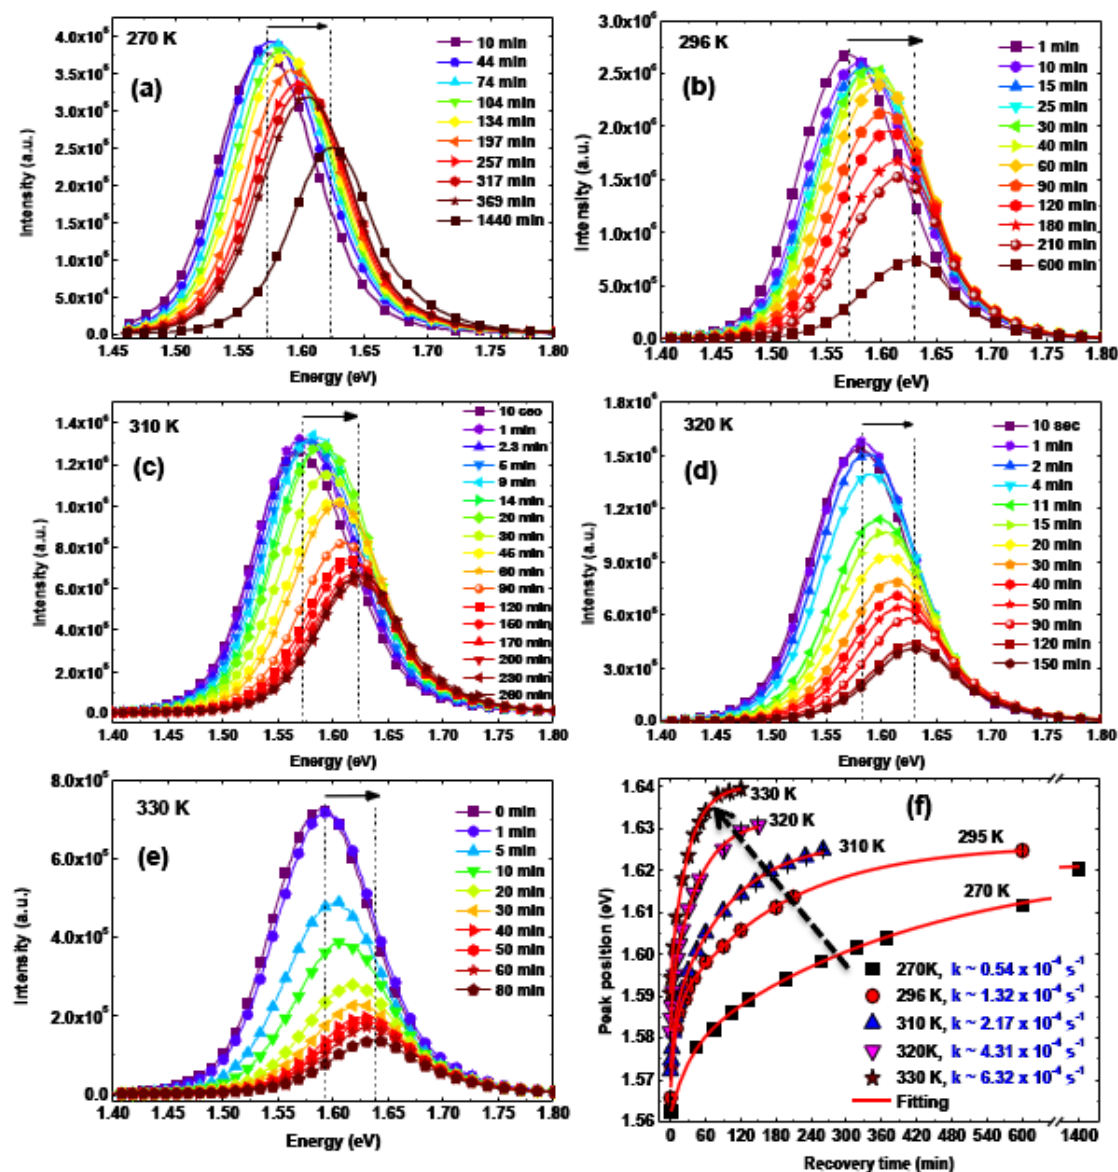 270 K
(a)
10 min
44 min
74 min
104 min
134 min
197 min
257 min
317 min
369 min
1440 min
4.0x10⁵
3.5x10⁵
3.0x10⁵
2.5x10⁵
2.0x10⁵
1.5x10⁵
1.0x10⁵
5.0x10⁴
0.0
Intensity (a.u.)
1.45 1.50 1.55 1.60 1.65 1.70 1.75 1.80
Energy (eV)
296 K
(b)
1 min
10 min
15 min
25 min
30 min
40 min
60 min
90 min
120 min
180 min
210 min
600 min
3.0x10⁶
2.5x10⁶
2.0x10⁶
1.5x10⁶
1.0x10⁶
5.0x10⁵
0.0
Intensity (a.u.)
1.40 1.45 1.50 1.55 1.60 1.65 1.70 1.75 1.80
Energy (eV)
310 K
(c)
10 sec
1 min
2.3 min
5 min
9 min
14 min
20 min
30 min
45 min
60 min
90 min
120 min
150 min
170 min
200 min
230 min
260 min
1.4x10⁶
1.2x10⁶
1.0x10⁶
8.0x10⁵
6.0x10⁵
4.0x10⁵
2.0x10⁵
0.0
Intensity (a.u.)
1.40 1.45 1.50 1.55 1.60 1.65 1.70 1.75 1.80
Energy (eV)
320 K
(d)
10 sec
1 min
2 min
4 min
11 min
15 min
20 min
30 min
40 min
50 min
90 min
120 min
150 min
1.8x10⁶
1.5x10⁶
1.2x10⁶
9.0x10⁵
6.0x10⁵
3.0x10⁵
0.0
Intensity (a.u.)
1.40 1.45 1.50 1.55 1.60 1.65 1.70 1.75 1.80
Energy (eV)
330 K
(e)
0 min
1 min
5 min
10 min
20 min
30 min
40 min
50 min
60 min
80 min
8.0x10⁵
6.0x10⁵
4.0x10⁵
2.0x10⁵
0.0
Intensity (a.u.)
1.40 1.45 1.50 1.55 1.60 1.65 1.70 1.75 1.80
Energy (eV)
(f)
330 K
320 K
310 K
295 K
270 K
270K, k ~ 0.54 x 10⁻⁴ s⁻¹
296 K, k ~ 1.32 x 10⁻⁴ s⁻¹
310 K, k ~ 2.17 x 10⁻⁴ s⁻¹
320K, k ~ 4.31 x 10⁻⁴ s⁻¹
330 K, k ~ 6.32 x 10⁻⁴ s⁻¹
Fitting
1.64
1.63
1.62
1.61
1.60
1.59
1.58
1.57
1.56
Peak position (eV)
0 60 120 180 240 300 360 420 480 540 600 1400
Recovery time (min)